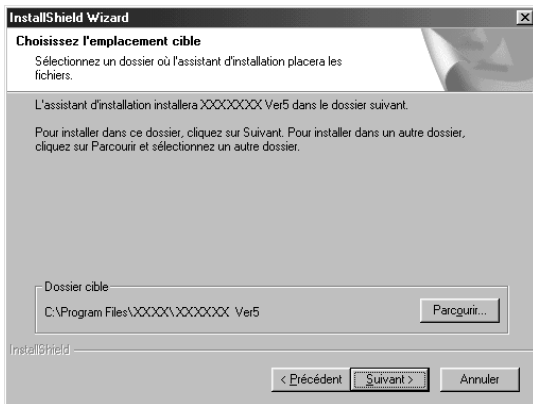 InstallShield Wizard
Choisissez l'emplacement cible
Sélectionnez un dossier où l'assistant d'installation placera les
fichiers.
L'assistant d'installation installera XXXXXXX Ver5 dans le dossier suivant.
Pour installer dans ce dossier, cliquez sur Suivant. Pour installer dans un autre dossier,
cliquez sur Parcourir et sélectionnez un autre dossier.
Dossier cible
C:\Program Files\XXXX\XXXXXX Ver5
Parcourir...
InstallShield
< Précédent
Suivant >
Annuler